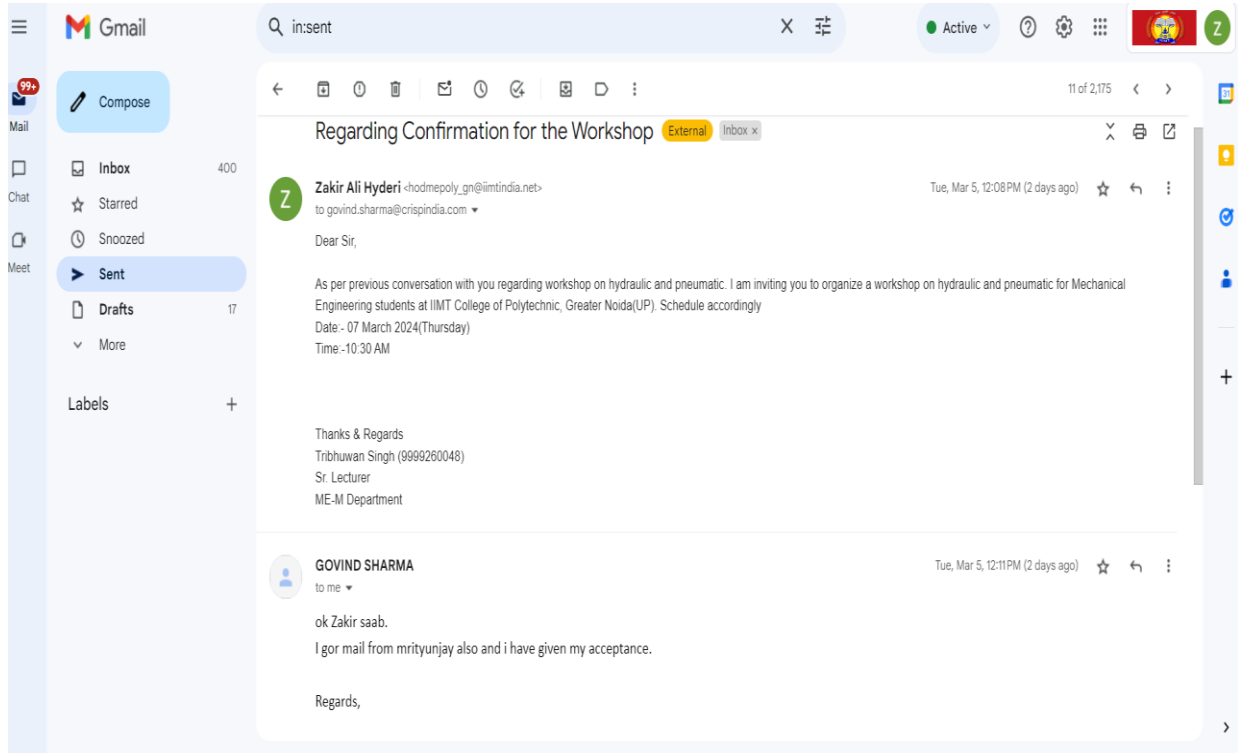 Gmail
in:sent
Active
Z
99+
Mail
Compose
11 of 2,175
31
Regarding Confirmation for the Workshop External Inbox x
Inbox 400
Chat
Starred
Z
Zakir Ali Hyderi <hodmepoly_gn@iimtindia.net>
Tue, Mar 5, 12:08 PM (2 days ago)
to govind.sharma@crispindia.com
Snoozed
Dear Sir,
Meet
Sent
As per previous conversation with you regarding workshop on hydraulic and pneumatic. I am inviting you to organize a workshop on hydraulic and pneumatic for Mechanical
Engineering students at IIMT College of Polytechnic, Greater Noida(UP). Schedule accordingly
Drafts 17
Date:- 07 March 2024(Thursday)
Time:-10:30 AM
More
Labels
Thanks & Regards
Tribhuwan Singh (9999260048)
Sr. Lecturer
ME-M Department
GOVIND SHARMA
Tue, Mar 5, 12:11 PM (2 days ago)
to me
ok Zakir saab.
I gor mail from mrityunjay also and i have given my acceptance.
Regards,